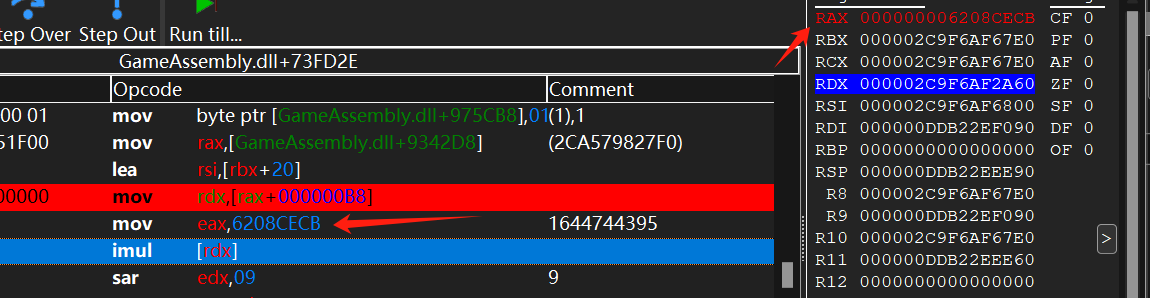 tep Over Step Out Run till...
GameAssembly.dll+73FD2E
Opcode Comment
00 01 mov byte ptr [GameAssembly.dll+975CB8],01 (1),1
51F00 mov rax,[GameAssembly.dll+9342D8] (2CA579827F0)
lea rsi,[rbx+20]
00000 mov rdx,[rax+000000B8]
mov eax,6208CECB 1644744395
imul [rdx]
sar edx,09 9
RAX 000000006208CECB CF 0
RBX 000002C9F6AF67E0 PF 0
RCX 000002C9F6AF67E0 AF 0
RDX 000002C9F6AF2A60 ZF 0
RSI 000002C9F6AF6800 SF 0
RDI 000000DDB22EF090 DF 0
RBP 0000000000000000 OF 0
RSP 000000DDB22EEE90
R8 000002C9F6AF67E0
R9 000000DDB22EF090
R10 000002C9F6AF67E0
R11 000000DDB22EEE60
R12 0000000000000000
>